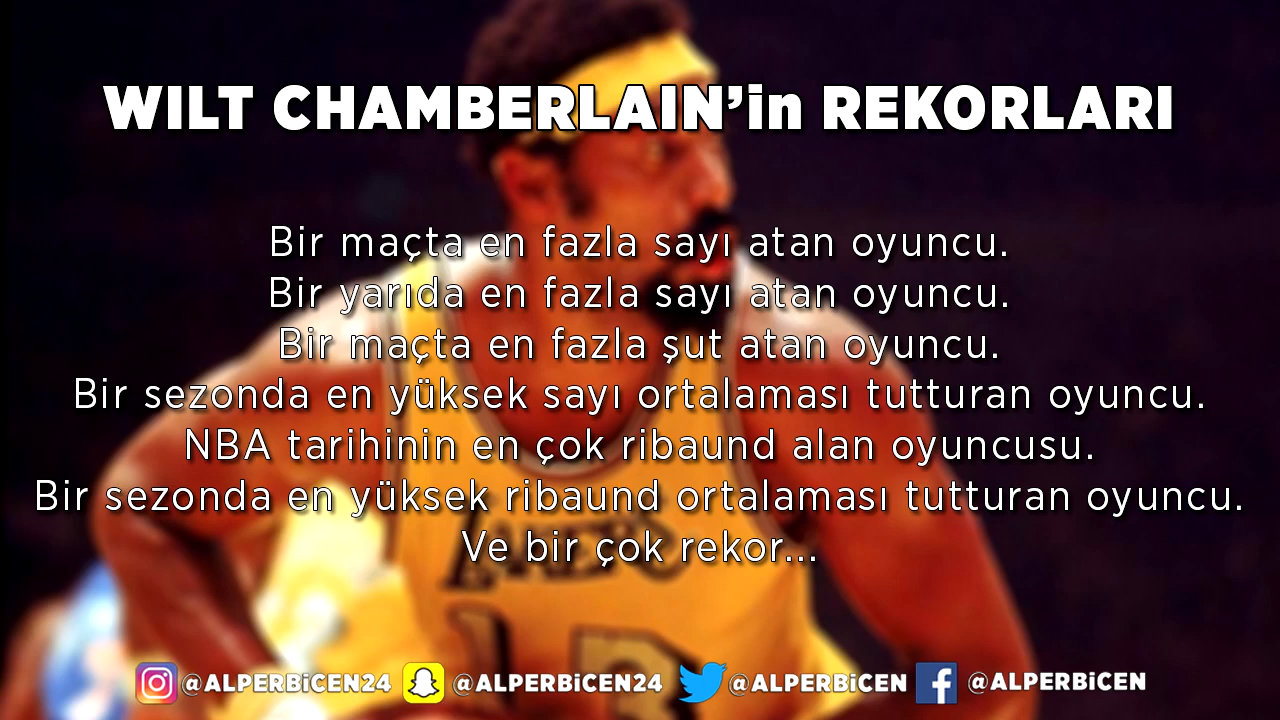 WILT CHAMBERLAIN’in REKORLARI
Bir maçta en fazla sayı atan oyuncu.
Bir yarıda en fazla sayı atan oyuncu.
Bir maçta en fazla şut atan oyuncu.
Bir sezonda en yüksek sayı ortalaması tutturan oyuncu.
NBA tarihinin en çok ribaund alan oyuncusu.
Bir sezonda en yüksek ribaund ortalaması tutturan oyuncu.
Ve bir çok rekor...
LAKERS
13
@ALPERBiCEN24 @ALPERBiCEN24 @ALPERBiCEN @ALPERBiCEN